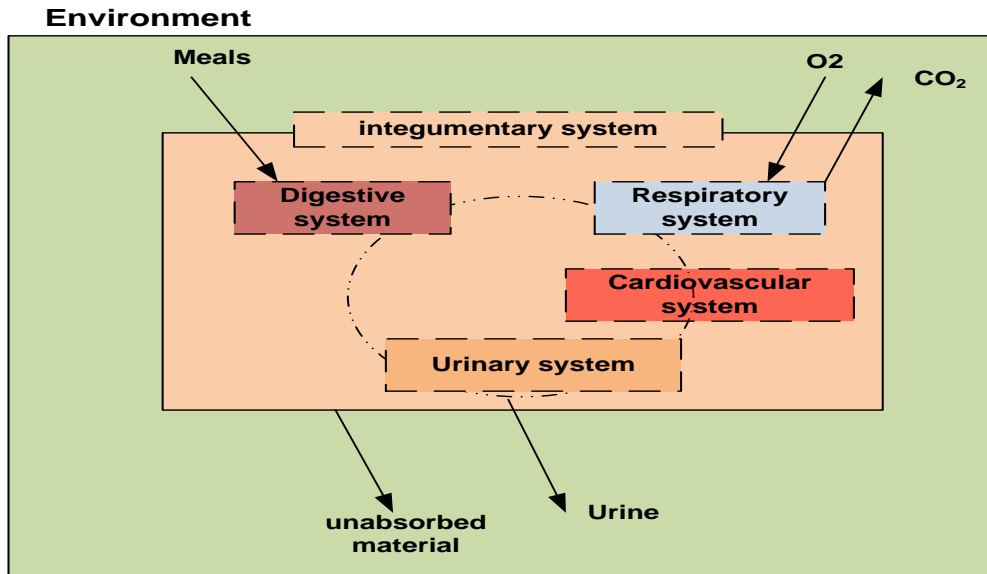 Environment
Meals
O2
CO₂
integumentary system
Digestive
system
Respiratory
system
Cardiovascular
system
Urinary system
unabsorbed
material
Urine